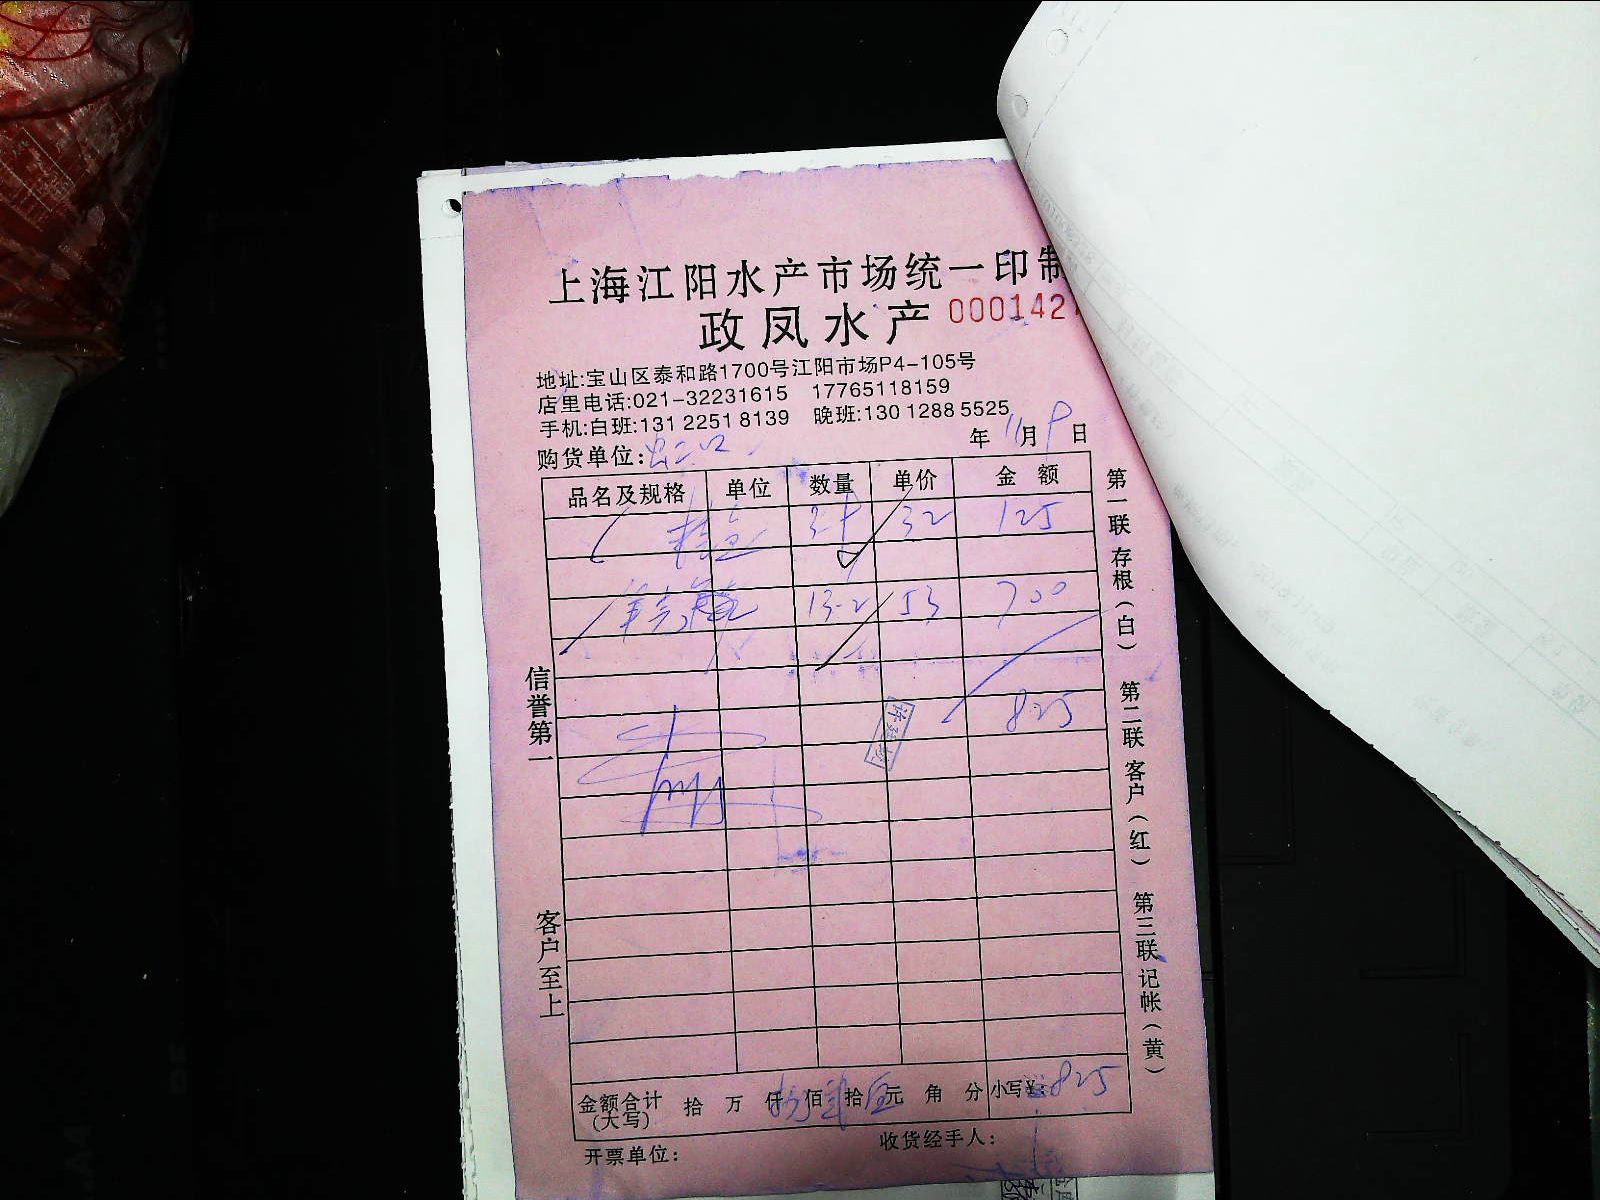 上海江阳水产市场统一印制
政凤水产 000142
地址:宝山区泰和路1700号江阳市场P4-105号
店里电话:021-32231615 17765118159
手机:白班:131 2251 8139 晚班:130 1288 5525
年 11月 9日
购货单位:
品名及规格 单位 数量 单价 金 额
32 125
13.2 53 700
825
信誉第一
客户至上
第一联 存根(白)
第二联 客户(红)
第三联 记帐(黄)
金额合计 拾 万 仟 捌佰 贰拾 伍元 角 分 小写¥:825
(大写)
开票单位: 收货经手人: